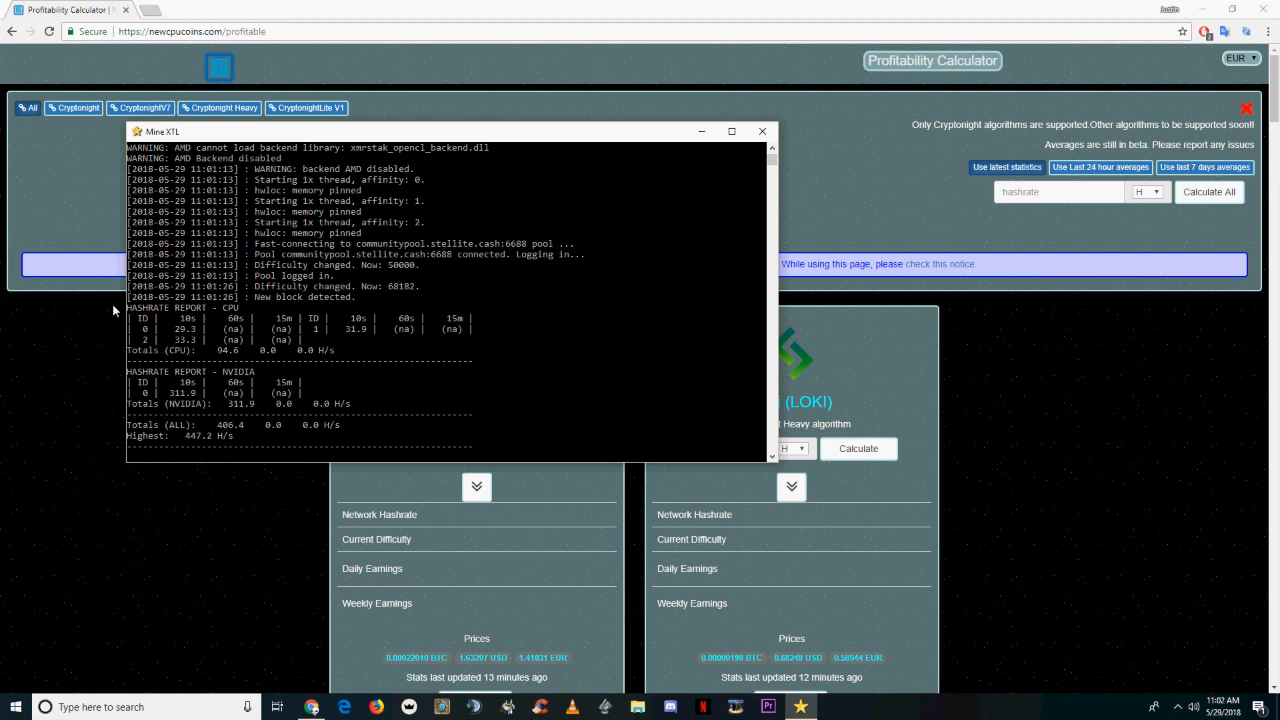 Profitability Calculator |
Justin
Secure
https://newcpucoins.com/profitable
2
Profitability Calculator
EUR
All
Cryptonight
CryptonightV7
Cryptonight Heavy
CryptonightLite V1
Only Cryptonight algorithms are supported.Other algorithms to be supported soon!!
Averages are still in beta. Please report any issues
Use latest statistics
Use Last 24 hour averages
Use last 7 days averages
hashrate
H
Calculate All
While using this page, please check this notice.
Mine XTL
WARNING: AMD cannot load backend library: xmrstak_opencl_backend.dll
WARNING: AMD Backend disabled
[2018-05-29 11:01:13] : WARNING: backend AMD disabled.
[2018-05-29 11:01:13] : Starting 1x thread, affinity: 0.
[2018-05-29 11:01:13] : hwloc: memory pinned
[2018-05-29 11:01:13] : Starting 1x thread, affinity: 1.
[2018-05-29 11:01:13] : hwloc: memory pinned
[2018-05-29 11:01:13] : Starting 1x thread, affinity: 2.
[2018-05-29 11:01:13] : hwloc: memory pinned
[2018-05-29 11:01:13] : Fast-connecting to communitypool.stellite.cash:6688 pool ...
[2018-05-29 11:01:13] : Pool communitypool.stellite.cash:6688 connected. Logging in...
[2018-05-29 11:01:13] : Difficulty changed. Now: 50000.
[2018-05-29 11:01:13] : Pool logged in.
[2018-05-29 11:01:26] : Difficulty changed. Now: 68182.
[2018-05-29 11:01:26] : New block detected.
HASHRATE REPORT - CPU
| ID | 10s | 60s | 15m | ID | 10s | 60s | 15m |
| 0 | 29.3 | (na) | (na) | 1 | 31.9 | (na) | (na) |
| 2 | 33.3 | (na) | (na) |
Totals (CPU): 94.6 0.0 0.0 H/s
-----------------------------------------------------------------
HASHRATE REPORT - NVIDIA
| ID | 10s | 60s | 15m |
| 0 | 311.9 | (na) | (na) |
Totals (NVIDIA): 311.9 0.0 0.0 H/s
-----------------------------------------------------------------
Totals (ALL): 406.4 0.0 0.0 H/s
Highest: 447.2 H/s
-----------------------------------------------------------------
(LOKI)
Heavy algorithm
H
Calculate
Network Hashrate
Current Difficulty
Daily Earnings
Weekly Earnings
Prices
0.00022010 BTC
1.63297 USD
1.41031 EUR
Stats last updated 13 minutes ago
Network Hashrate
Current Difficulty
Daily Earnings
Weekly Earnings
Prices
0.00009199 BTC
0.68249 USD
0.58944 EUR
Stats last updated 12 minutes ago
Type here to search
11:02 AM
5/29/2018